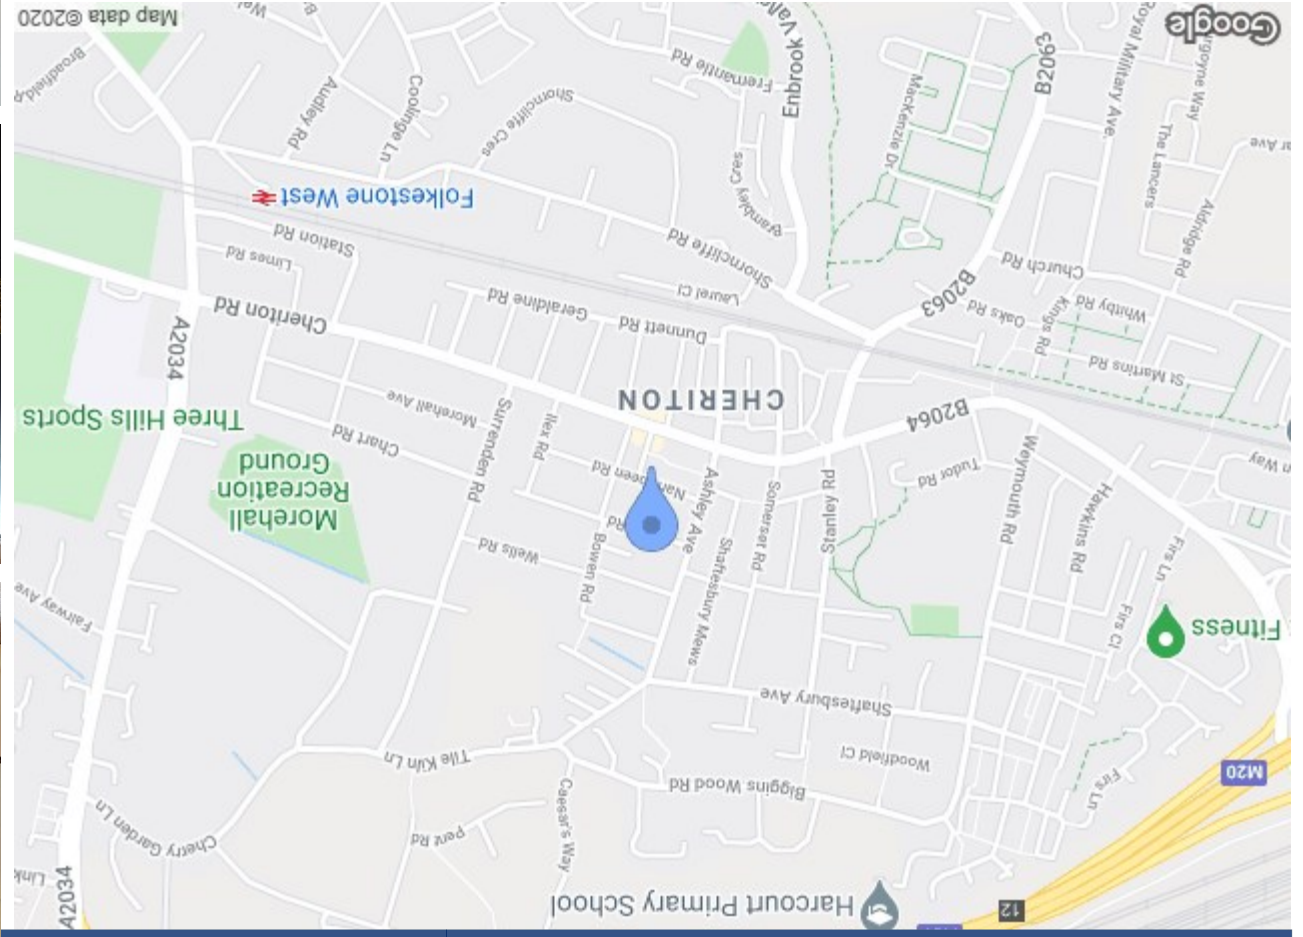 12
Harcourt Primary School
A2034
Pent Rd
Caesar's Way
Cherry Garden Ln
M20
Firs Ln
Biggins Wood Rd
Woodfield Cl
Tile Kiln Ln
Shaftesbury Ave
Fitness
Firs Cl
Shaftesbury Mews
Fairway Ave
Firs Ln
Hawkins Rd
Weymouth Rd
Stanley Rd
Somerset Rd
Ashley Ave
Bowen Rd
Wells Rd
Rd
Tudor Rd
Morehall
Recreation
Ground
Surrenden Rd
Ilex Rd
Chart Rd
Morehall Ave
Three Hills Sports
B2064
CHERITON
St Martins Rd
A2034
Whitby Rd
Kings Rd
Oaks Rd
Dunnett Rd
Geraldine Rd
Cheriton Rd
B2063
Laurel Cl
Church Rd
Shorncliffe Rd
Limes Rd
Station Rd
Aldridge Rd
Folkestone West
The Lancers
Mackenzie Dr
Shorncliffe Cres
Coolinge Ln
Audley Rd
Royal Military Ave
B2063
Enbrook Valley
Fremantle Rd
Google
Map data ©2020